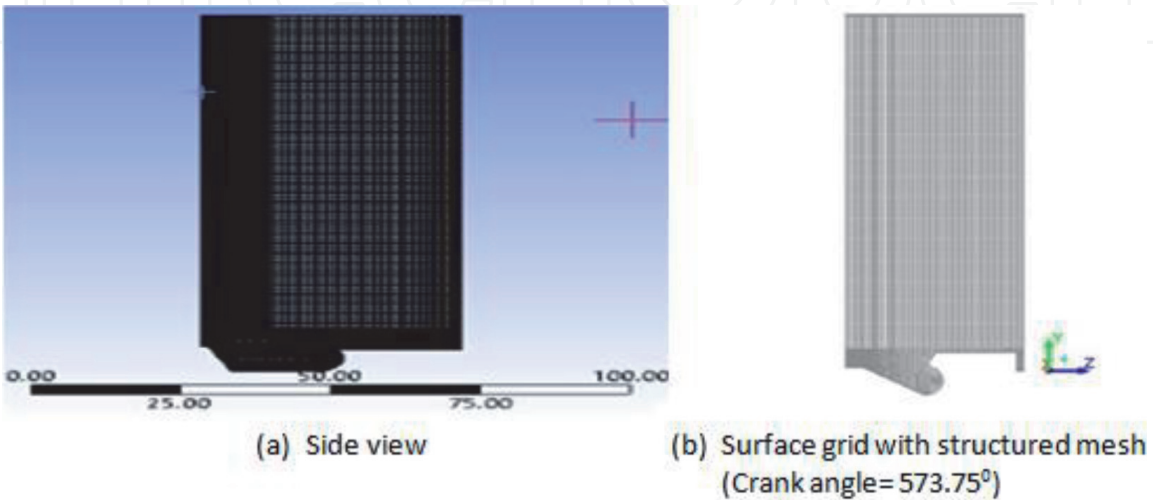 0.00 50.00 100.00
25.00 75.00
Y
Z
(a) Side view
(b) Surface grid with structured mesh
(Crank angle= 573.75⁰)